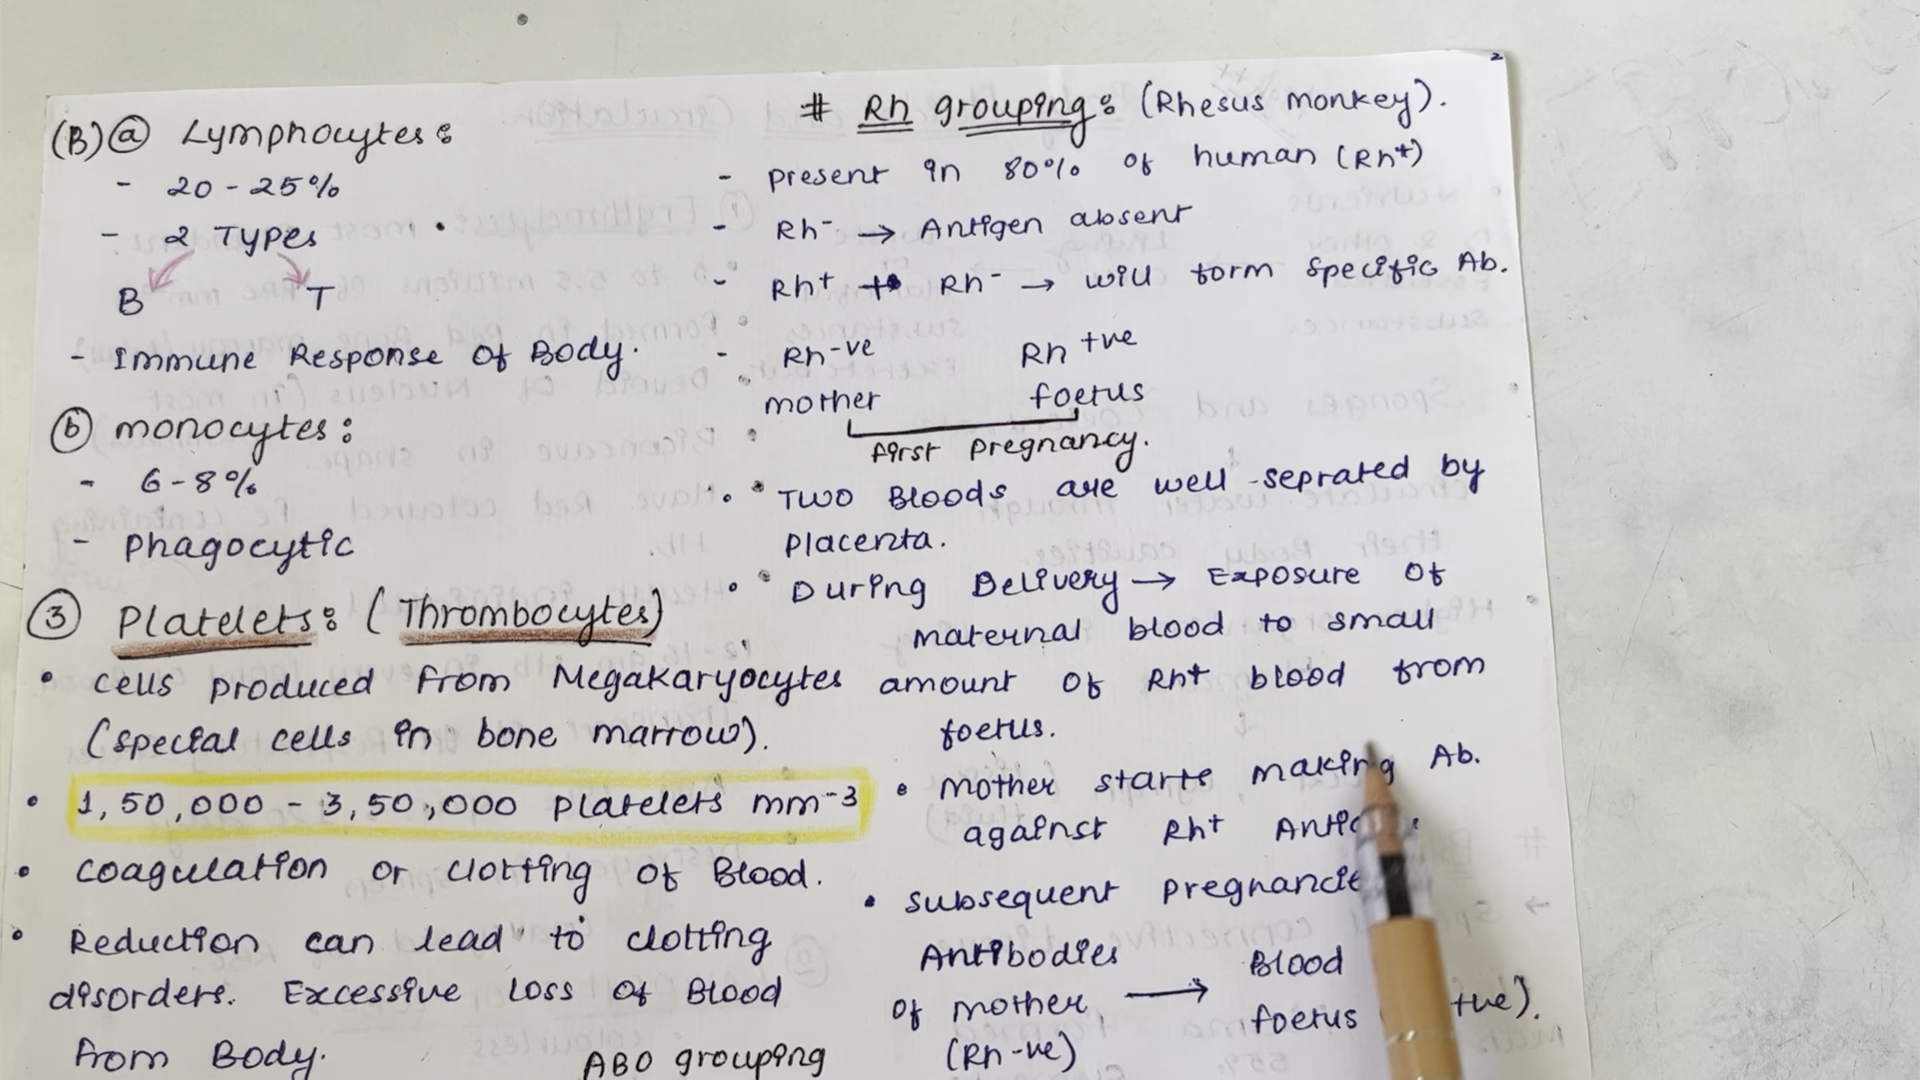 2
(B) a Lymphocytes:
- 20 - 25%
- 2 Types
B T
- Immune Response of Body.
b monocytes:
- 6-8%
- Phagocytic
3 Platelets: (Thrombocytes)
• cells produced from Megakaryocytes
(special cells in bone marrow).
• 1,50,000 - 3,50,000 platelets mm-3
• coagulation or clotting of Blood.
• Reduction can lead to clotting
disorders. Excessive loss of Blood
from Body.
ABO grouping
# Rh grouping: (Rhesus monkey).
- present in 80% of human (Rh+)
- Rh- → Antigen absent
- Rh+ → Rh- → will form specific Ab.
- Rh-ve Rh +ve
mother foetus
first pregnancy.
• Two Bloods are well seprated by
Placenta.
• During Delivery → Exposure of
maternal blood to small
amount of Rh+ blood from
foetus.
• mother starts making Ab.
against Rh+
• subsequent
Antibodies Blood
of mother → foetus +ve).
(Rh-ve)